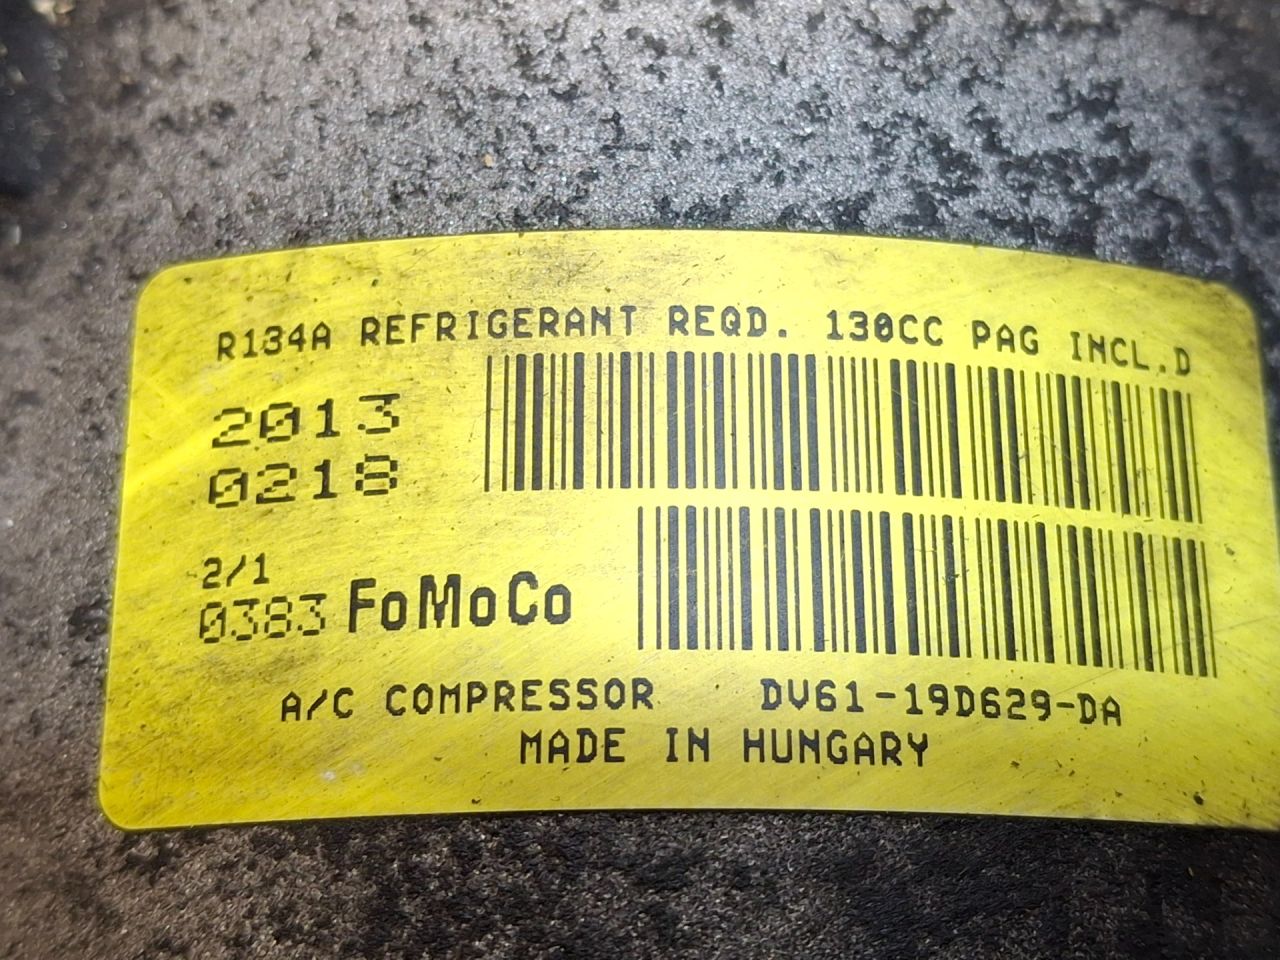 R134A REFRIGERANT REQD. 130CC PAG INCL.D
2013
0218
2/1
0383 FoMoCo
A/C COMPRESSOR DV61-19D629-DA
MADE IN HUNGARY